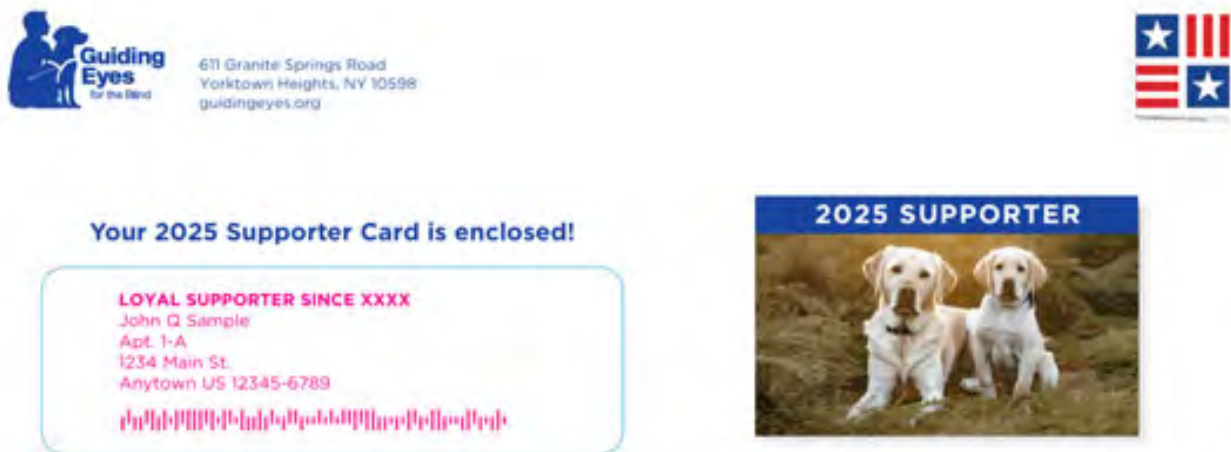 Guiding
Eyes
for the Blind
611 Granite Springs Road
Yorktown Heights, NY 10598
guidingeyes.org
Your 2025 Supporter Card is enclosed!
LOYAL SUPPORTER SINCE XXXX
John Q Sample
Apt. 1-A
1234 Main St.
Anytown US 12345-6789
2025 SUPPORTER